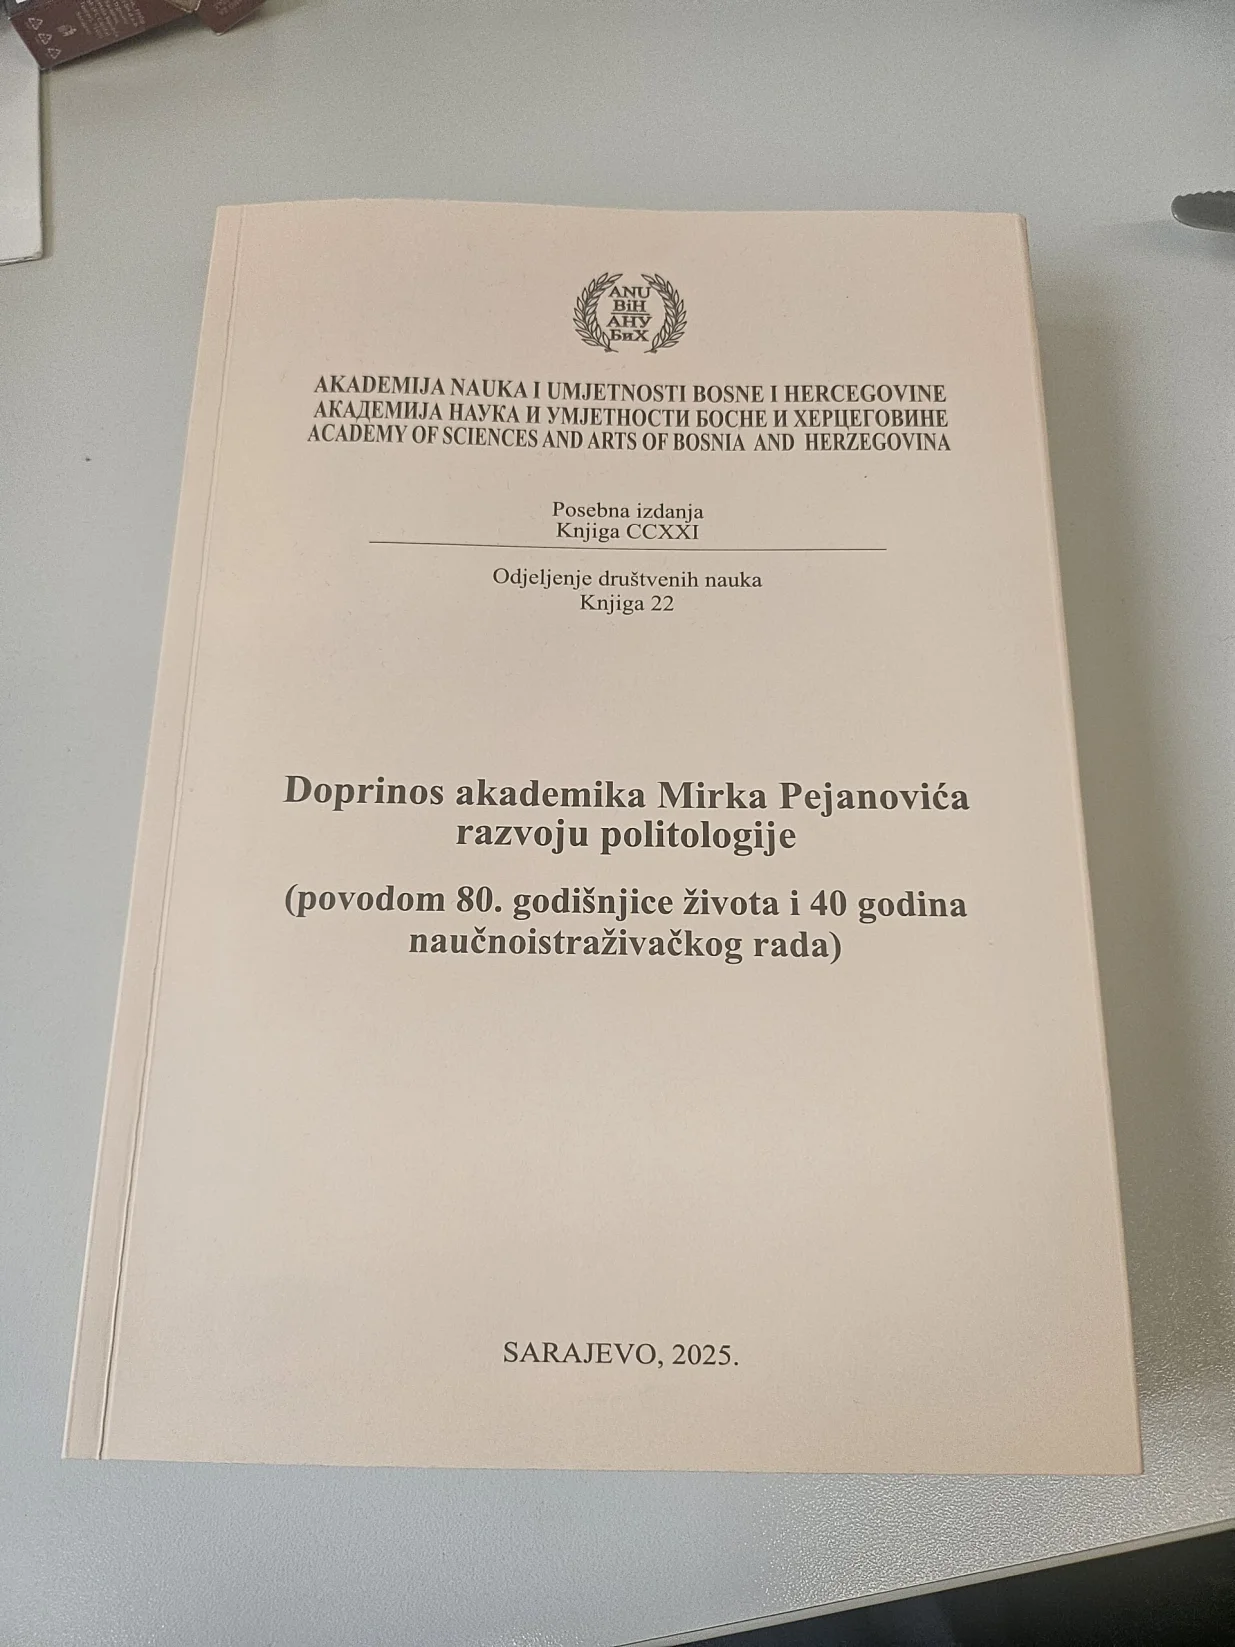 ANU
BiH
АНУ
БиХ
AKADEMIJA NAUKA I UMJETNOSTI BOSNE I HERCEGOVINE
АКАДЕМИЈА НАУКА И УМЈЕТНОСТИ БОСНЕ И ХЕРЦЕГОВИНЕ
ACADEMY OF SCIENCES AND ARTS OF BOSNIA AND HERZEGOVINA
Posebna izdanja
Knjiga CCXXI
Odjeljenje društvenih nauka
Knjiga 22
Doprinos akademika Mirka Pejanovića
razvoju politologije
(povodom 80. godišnjice života i 40 godina
naučnoistraživačkog rada)
SARAJEVO, 2025.